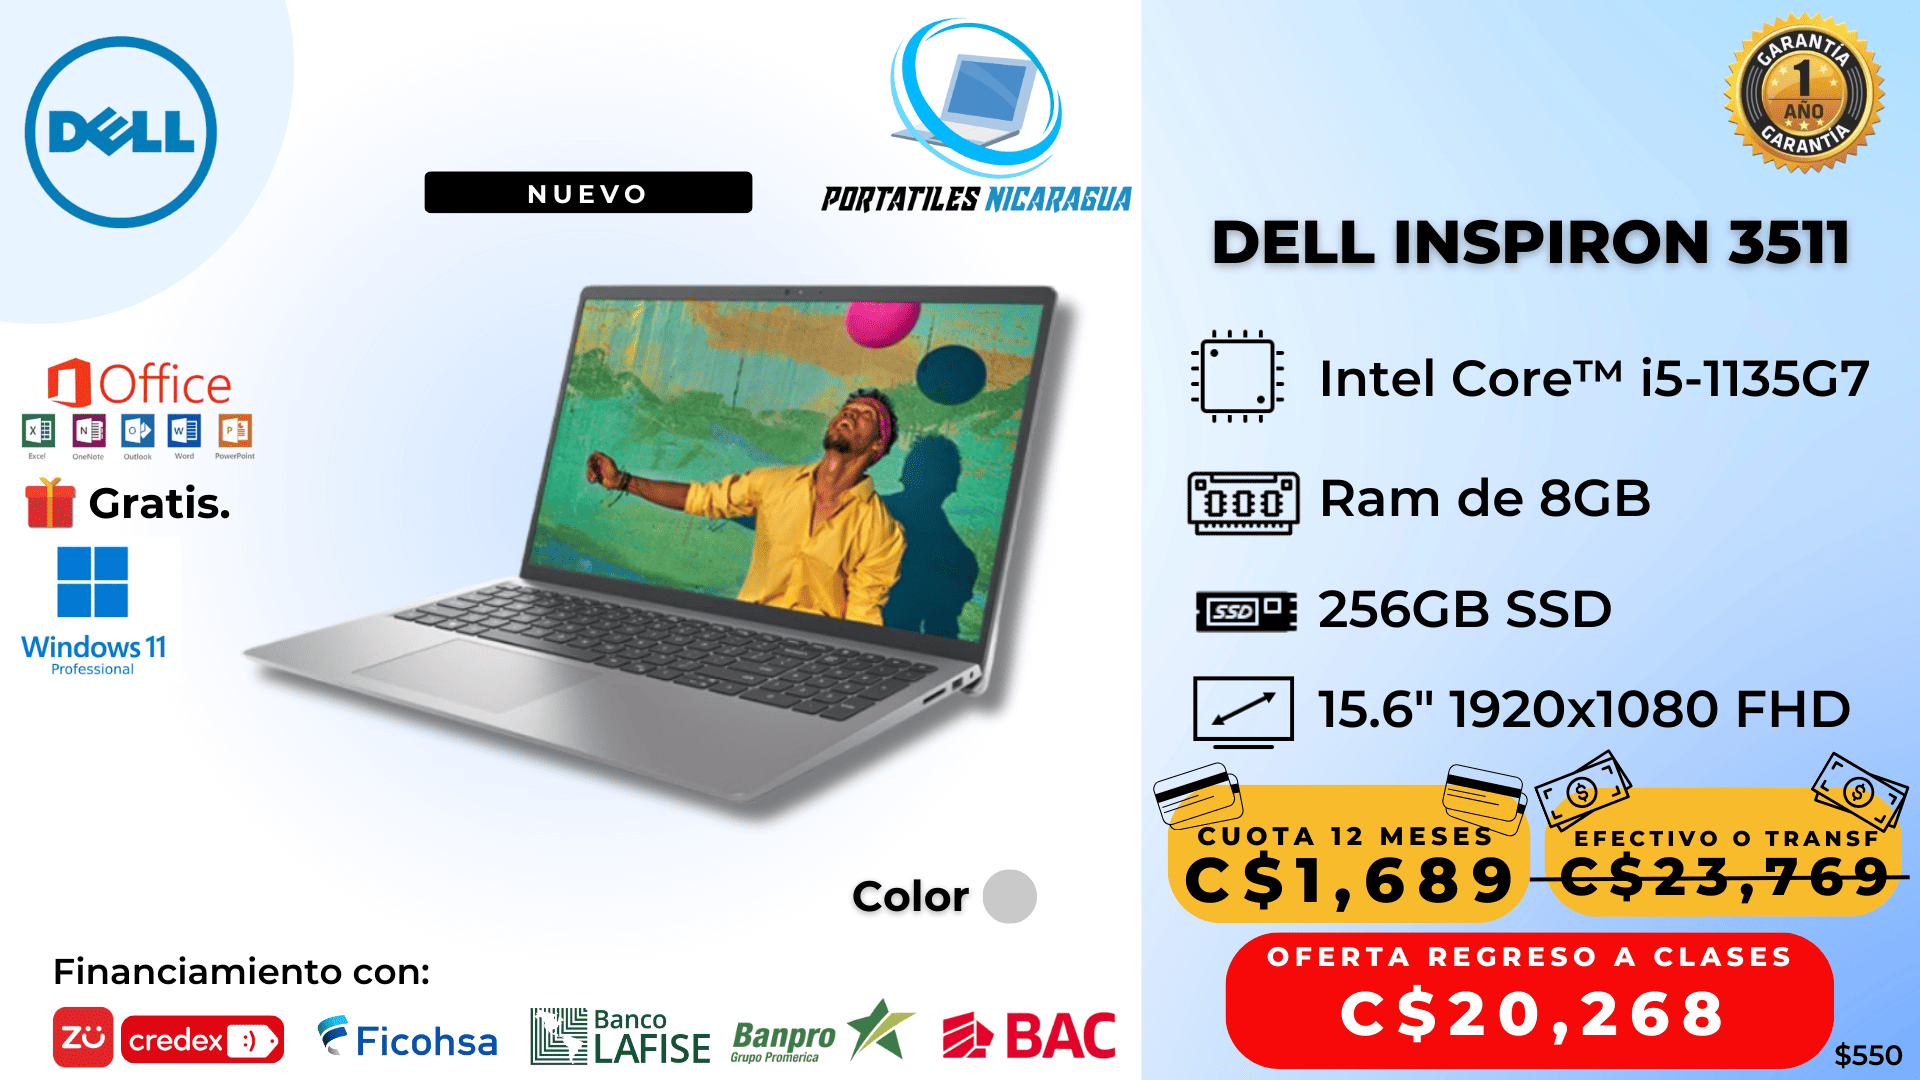 DELL
NUEVO
PORTATILES NICARAGUA
GARANTÍA
1
AÑO
GARANTÍA
DELL INSPIRON 3511
Intel Core™ i5-1135G7
Ram de 8GB
SSD
256GB SSD
15.6" 1920x1080 FHD
Office
Excel OneNote Outlook Word PowerPoint
Gratis.
Windows 11
Professional
Color
CUOTA 12 MESES
C$1,689
EFECTIVO O TRANSF
C$23,769
OFERTA REGRESO A CLASES
C$20,268
$550
Financiamiento con:
ZU credex
Ficohsa
Banco
LAFISE
Banpro
Grupo Promerica
BAC